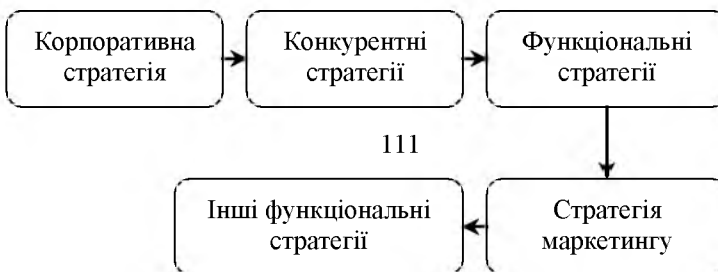 Корпоративна
стратегія
Конкурентні
стратегії
Функціональні
стратегії
111
Інші функціональні
стратегії
Стратегія
маркетингу